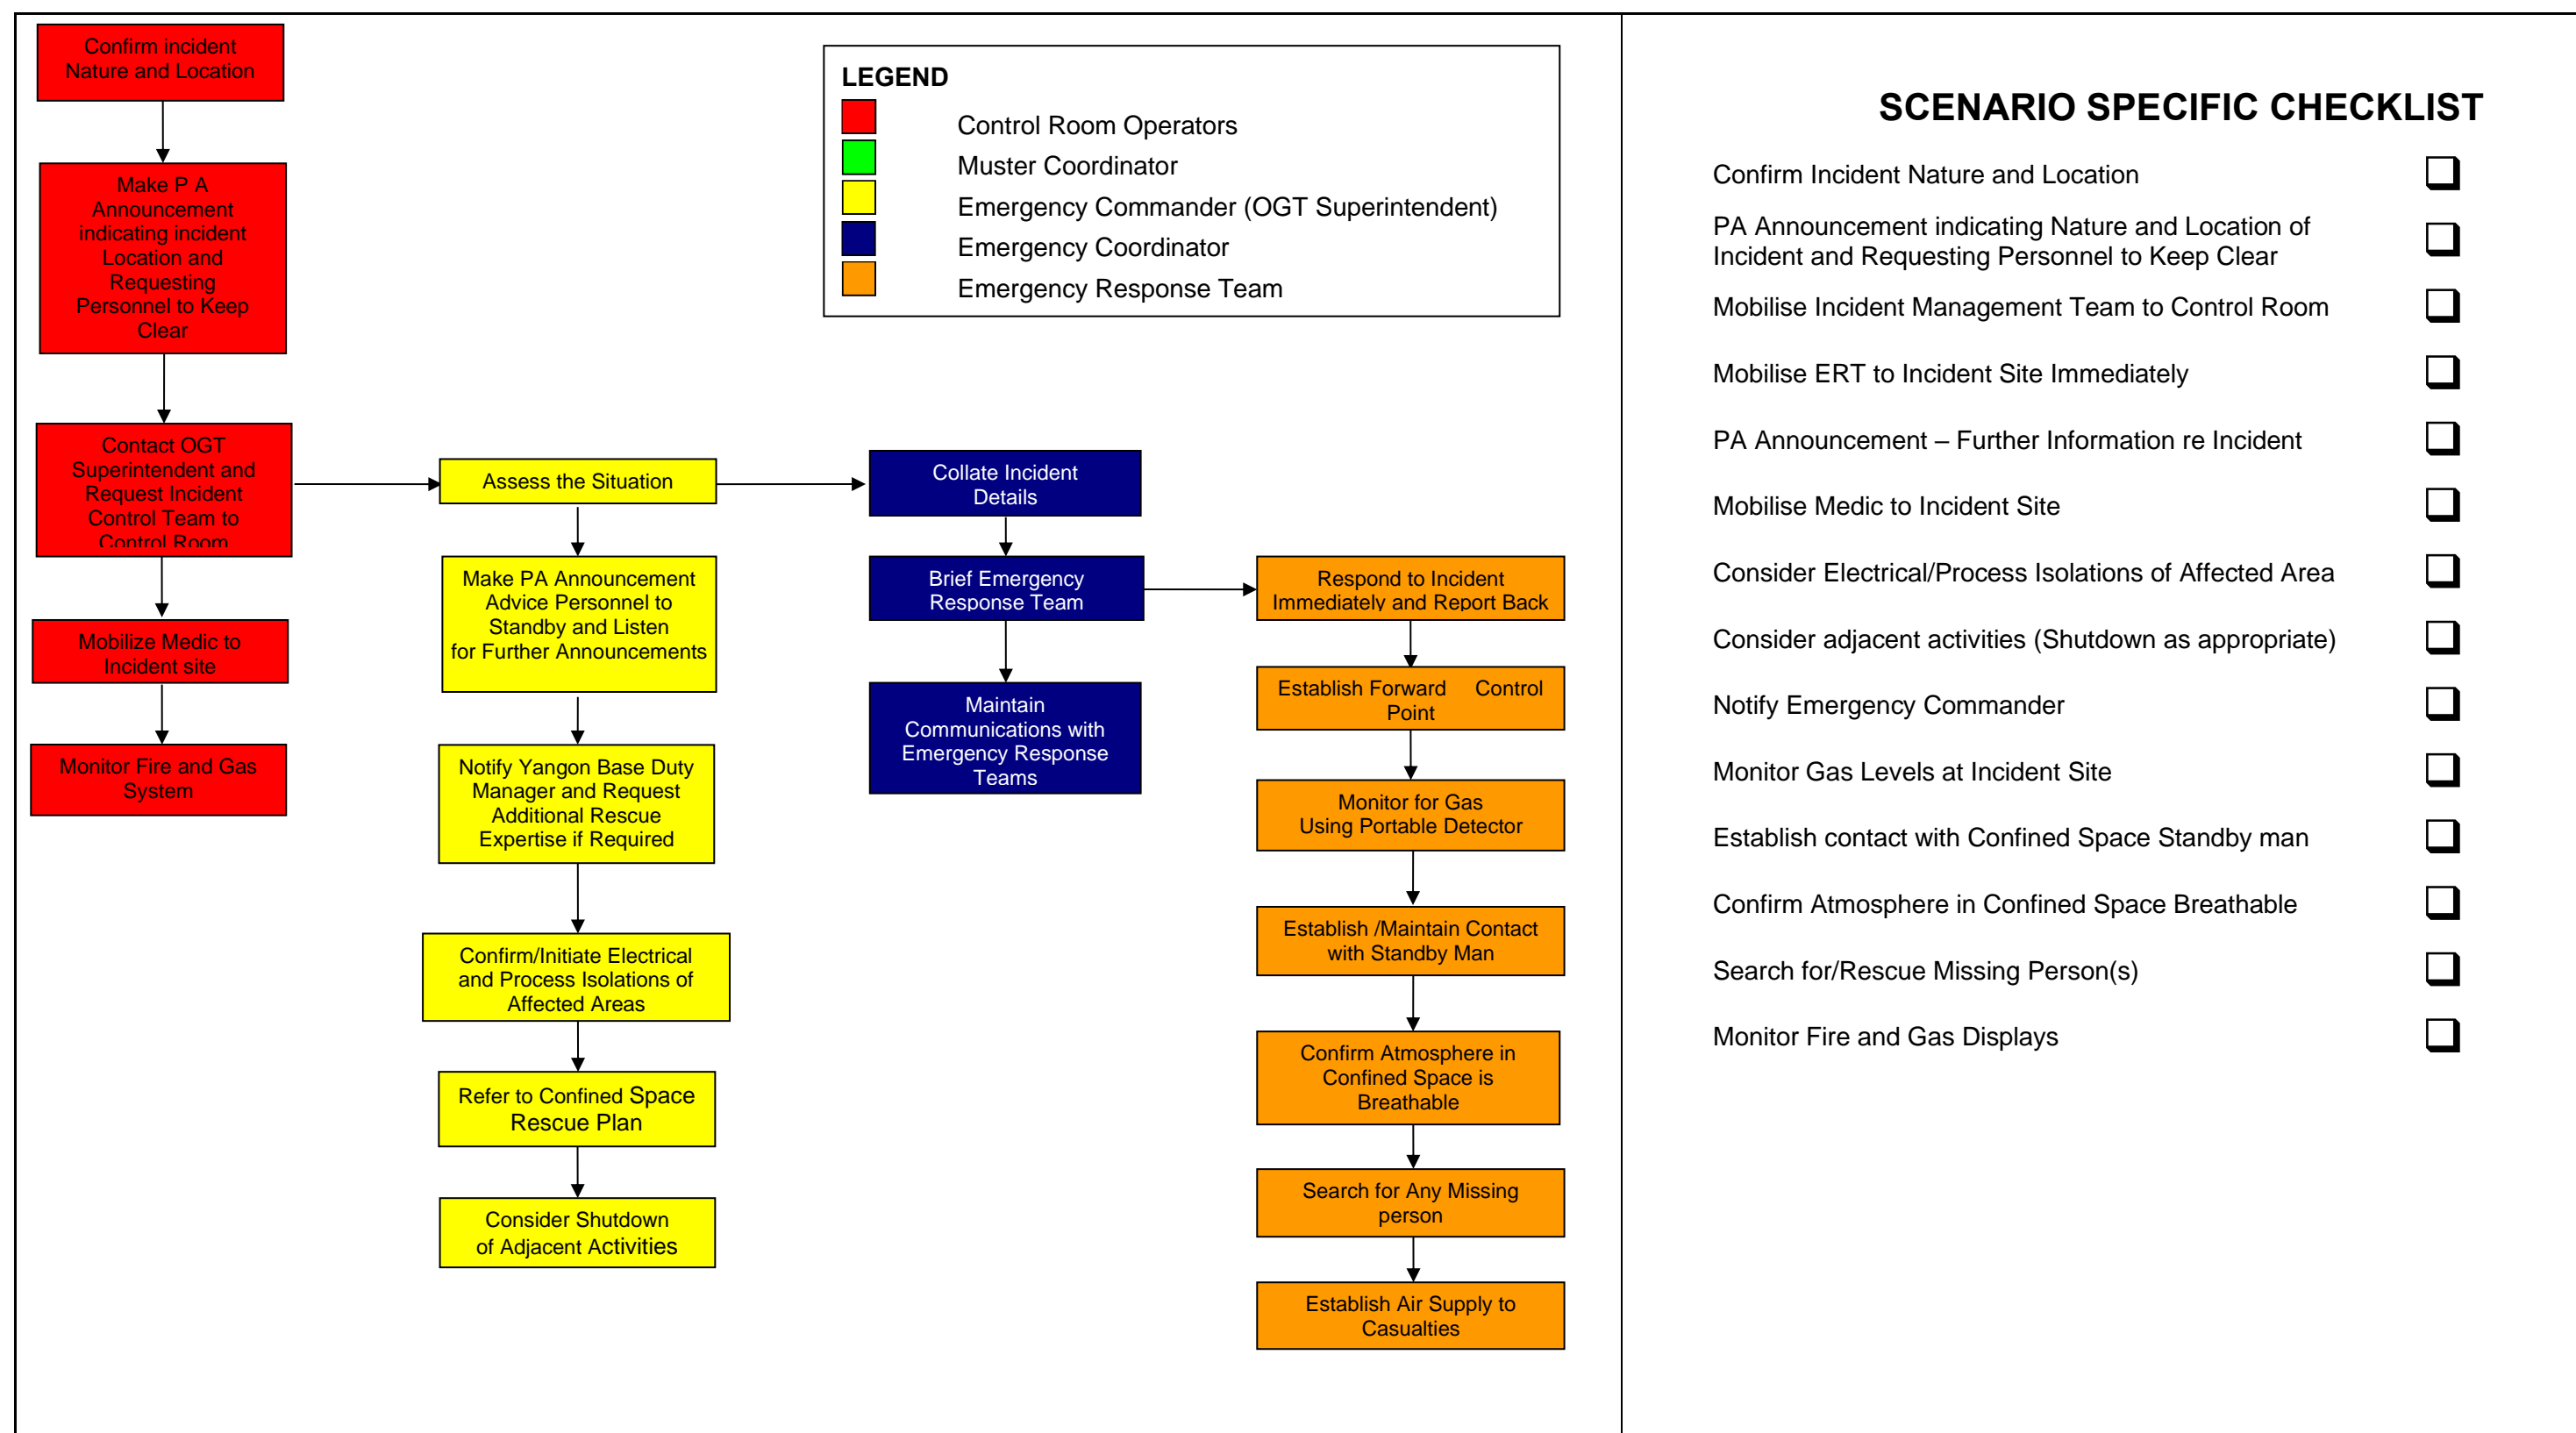 Confirm incident
Nature and Location
Make P A
Announcement
indicating incident
Location and
Requesting
Personnel to Keep
Clear
Contact OGT
Superintendent and
Request Incident
Control Team to
Control Room
Mobilize Medic to
Incident site
Monitor Fire and Gas
System
LEGEND
Control Room Operators
Muster Coordinator
Emergency Commander (OGT Superintendent)
Emergency Coordinator
Emergency Response Team
Assess the Situation
Make PA Announcement
Advice Personnel to
Standby and Listen
for Further Announcements
Notify Yangon Base Duty
Manager and Request
Additional Rescue
Expertise if Required
Confirm/Initiate Electrical
and Process Isolations of
Affected Areas
Refer to Confined Space
Rescue Plan
Consider Shutdown
of Adjacent Activities
Collate Incident
Details
Brief Emergency
Response Team
Maintain
Communications with
Emergency Response
Teams
Respond to Incident
Immediately and Report Back
Establish Forward Control
Point
Monitor for Gas
Using Portable Detector
Establish /Maintain Contact
with Standby Man
Confirm Atmosphere in
Confined Space is
Breathable
Search for Any Missing
person
Establish Air Supply to
Casualties
SCENARIO SPECIFIC CHECKLIST
Confirm Incident Nature and Location
PA Announcement indicating Nature and Location of
Incident and Requesting Personnel to Keep Clear
Mobilise Incident Management Team to Control Room
Mobilise ERT to Incident Site Immediately
PA Announcement – Further Information re Incident
Mobilise Medic to Incident Site
Consider Electrical/Process Isolations of Affected Area
Consider adjacent activities (Shutdown as appropriate)
Notify Emergency Commander
Monitor Gas Levels at Incident Site
Establish contact with Confined Space Standby man
Confirm Atmosphere in Confined Space Breathable
Search for/Rescue Missing Person(s)
Monitor Fire and Gas Displays